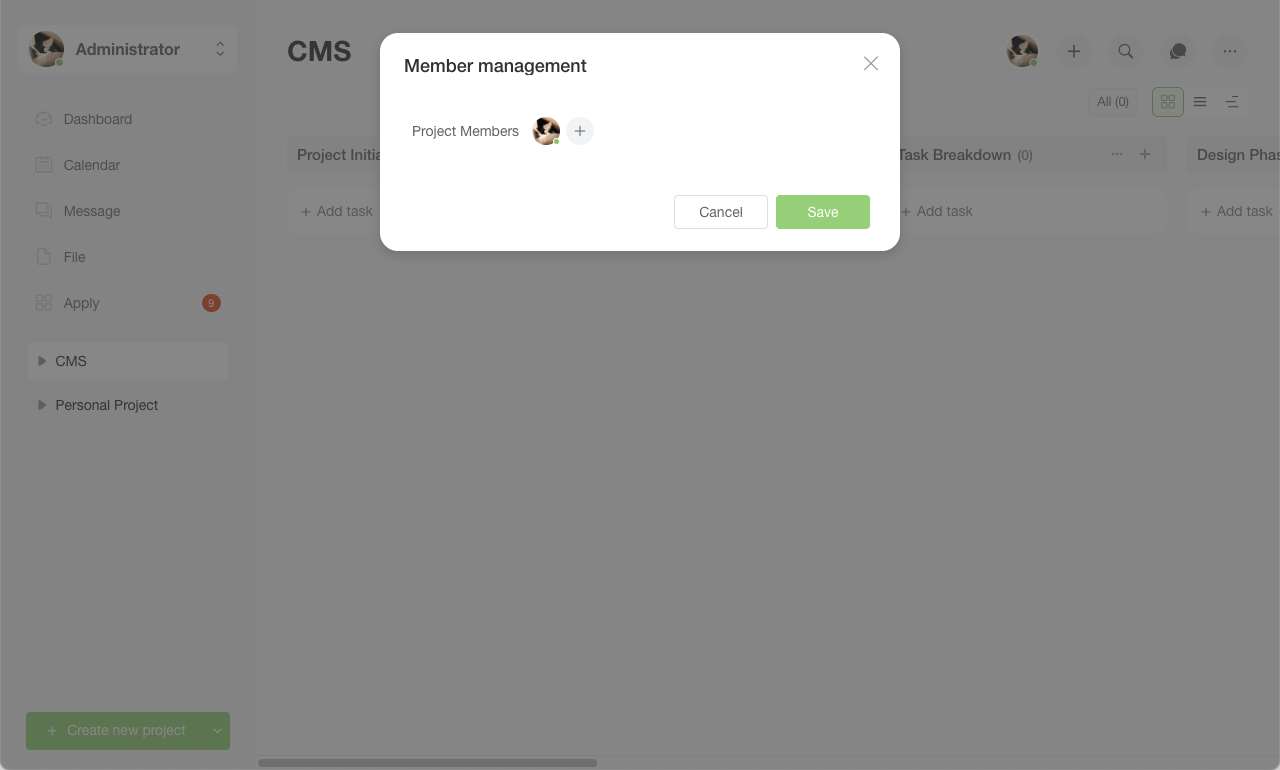 Administrator
Dashboard
Calendar
Message
File
Apply
9
CMS
Personal Project
Create new project
CMS
All (0)
Project Initia
Task Breakdown (0)
Design Phas
Add task
Add task
Add task
Member management
Project Members
Cancel
Save